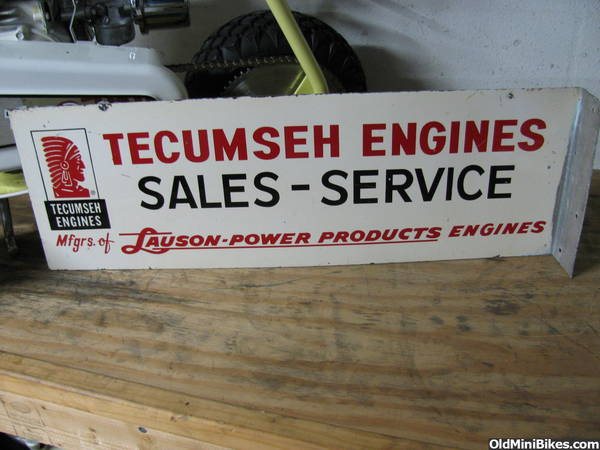 TECUMSEH ENGINES
SALES - SERVICE
TECUMSEH
ENGINES
Mfgrs. of LAUSON-POWER PRODUCTS ENGINES
OldMiniBikes.com